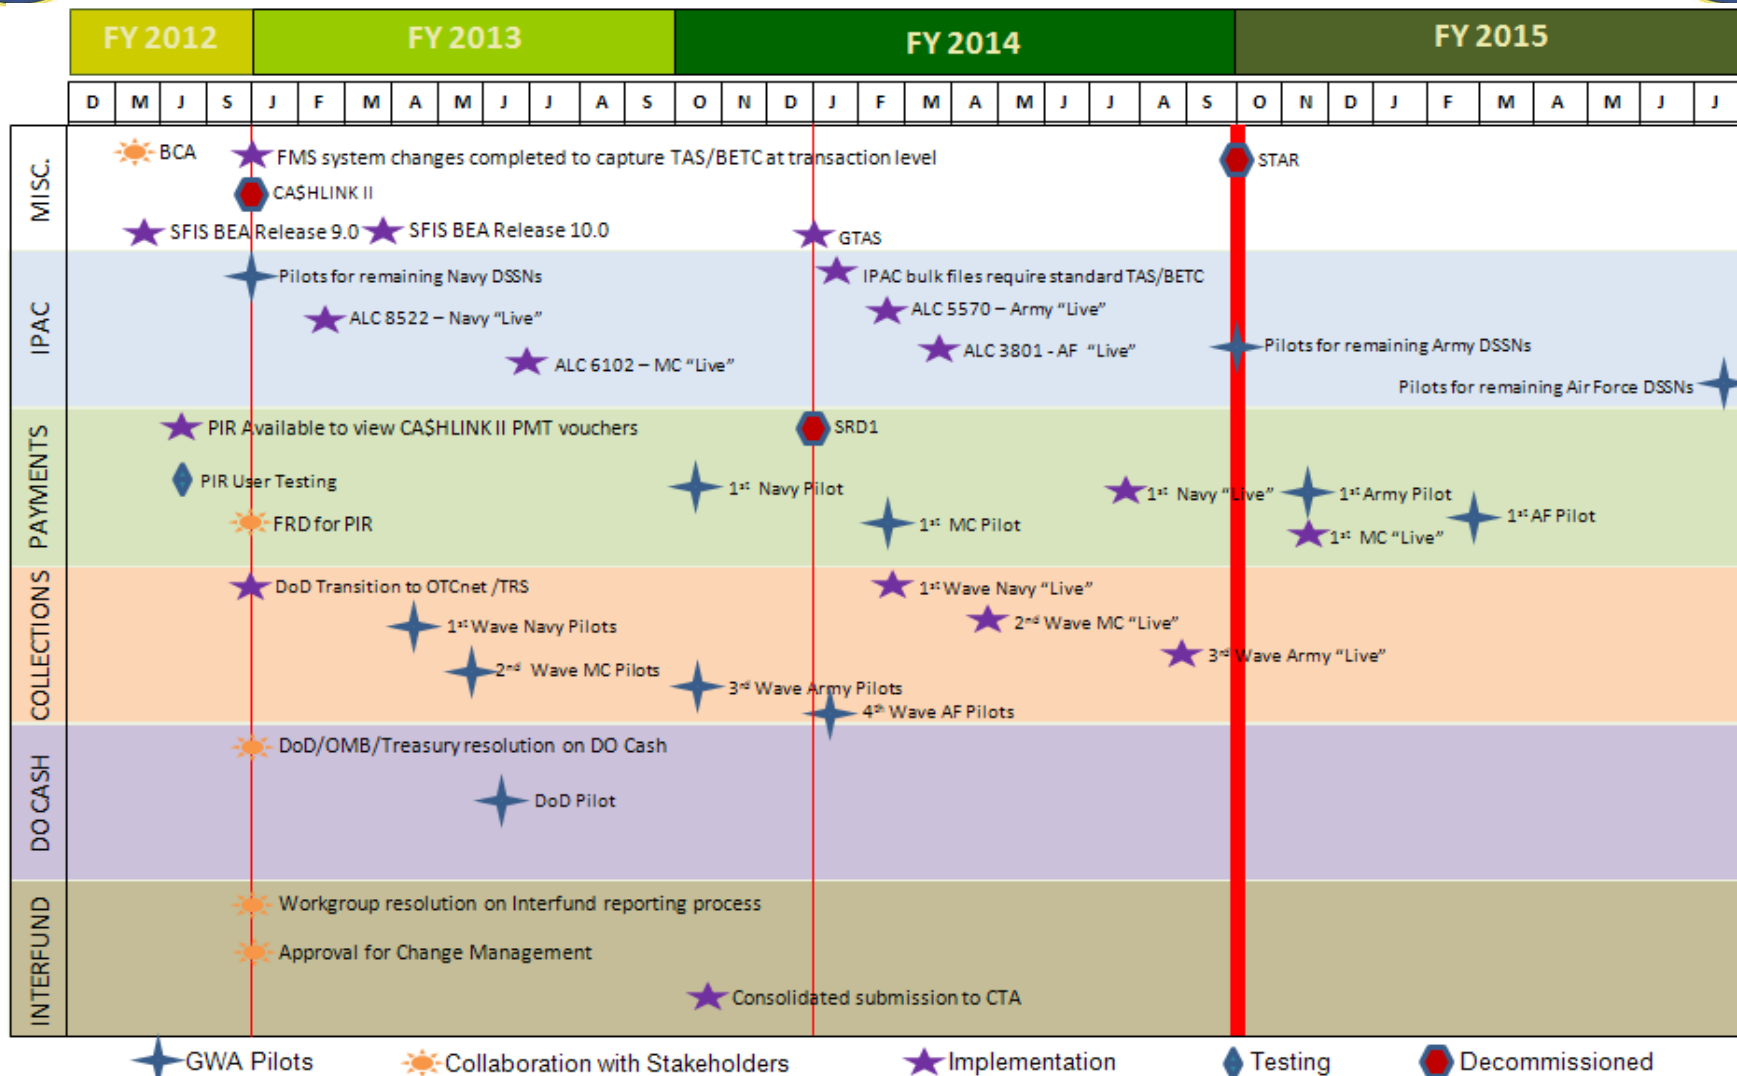 FY 2012 FY 2013 FY 2014 FY 2015
D M J S J F M A M J J A S O N D J F M A M J J A S O N D J F M A M J J
MISC.
BCA
FMS system changes completed to capture TAS/BETC at transaction level
STAR
CA$HLINK II
SFIS BEA Release 9.0
SFIS BEA Release 10.0
GTAS
IPAC
Pilots for remaining Navy DSSNs
IPAC bulk files require standard TAS/BETC
ALC 8522 – Navy “Live”
ALC 5570 – Army “Live”
ALC 6102 – MC “Live”
ALC 3801 - AF “Live”
Pilots for remaining Army DSSNs
Pilots for remaining Air Force DSSNs
PAYMENTS
PIR Available to view CA$HLINK II PMT vouchers
SRD1
PIR User Testing
1st Navy Pilot
1st Navy “Live”
1st Army Pilot
FRD for PIR
1st MC Pilot
1st AF Pilot
1st MC “Live”
COLLECTIONS
DoD Transition to OTCnet /TRS
1st Wave Navy “Live”
1st Wave Navy Pilots
2nd Wave MC “Live”
2nd Wave MC Pilots
3rd Wave Army “Live”
3rd Wave Army Pilots
4th Wave AF Pilots
DO CASH
DoD/OMB/Treasury resolution on DO Cash
DoD Pilot
INTERFUND
Workgroup resolution on Interfund reporting process
Approval for Change Management
Consolidated submission to CTA
GWA Pilots Collaboration with Stakeholders Implementation Testing Decommissioned